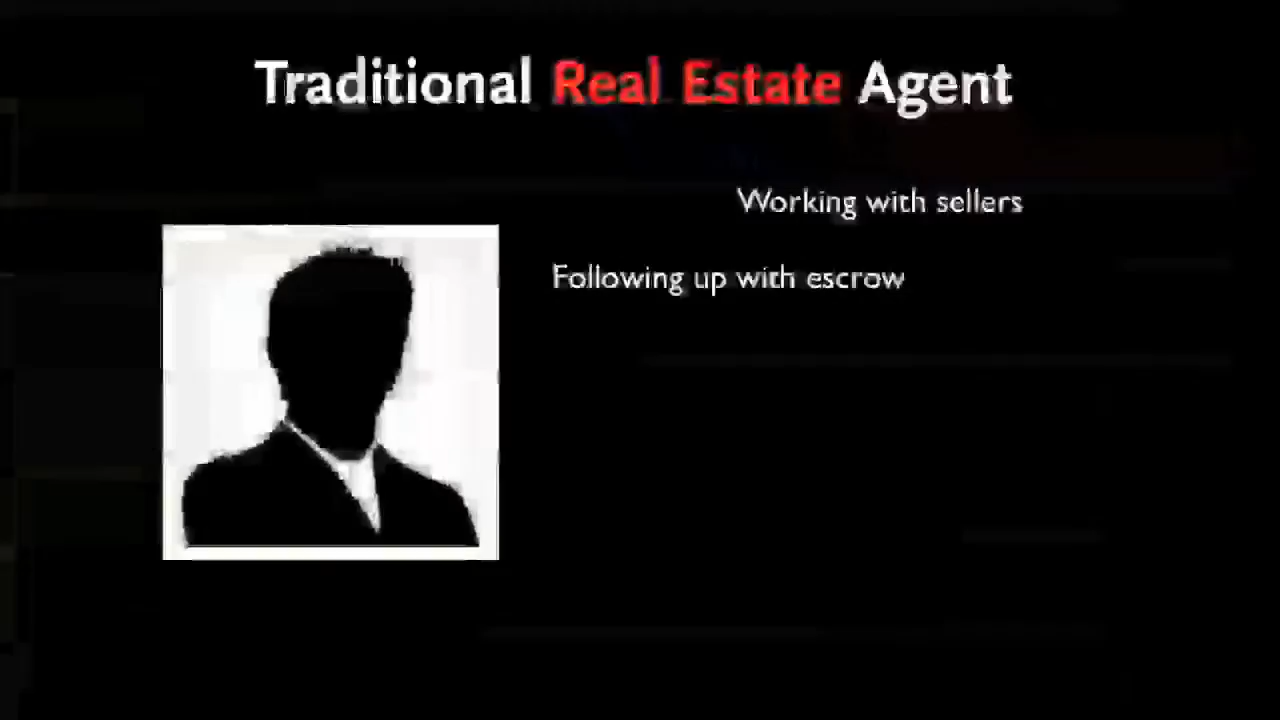 Traditional Real Estate Agent
Working with sellers
Following up with escrow